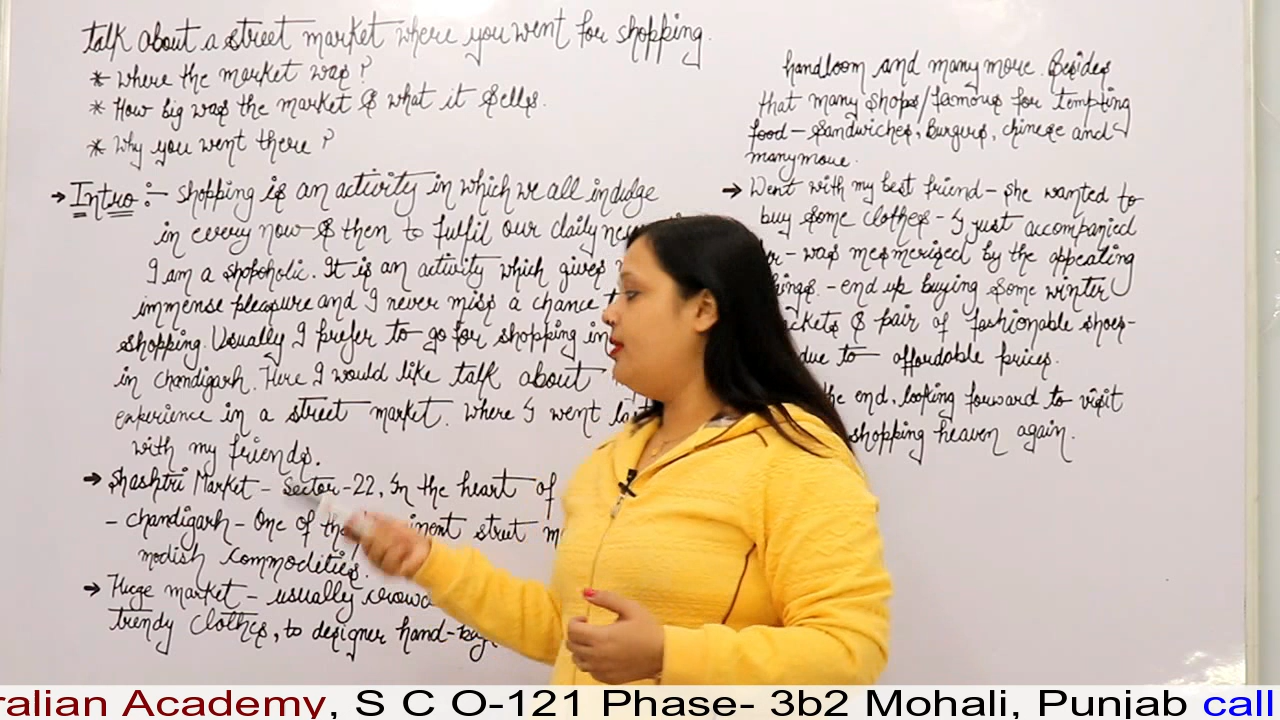 talk about a street market where you went for shopping.
* where the market was?
* How big was the market & what it sells.
* Why you went there?
→ Intro :- shopping is an activity in which we all indulge
in every now & then to fulfil our daily
I am a shopoholic. It is an activity which gives
immense pleasure and I never miss a chance
shopping. Usually I prefer to go for shopping in
in chandigarh. Here I would like talk about
experience in a street market. where I went
with my friends.
→ Shashtri Market - Sector-22, In the heart of
- chandigarh - One of the street
modish commodities.
→ Huge market - usually
trendy clothes, to designer hand-
handloom and many more. Besides
that many shops/famous for tempting
food - Sandwiches, Burgers, chinese and
many more.
→ Went with my best friend - she wanted to
buy some clothes - I just accompanied
- was mesmerised by the appealing
- end up buying some winter
& pair of fashionable shoes-
due to affordable prices.
the end, looking forward to visit
shopping heaven again.
Academy, S C O-121 Phase- 3b2 Mohali, Punjab call